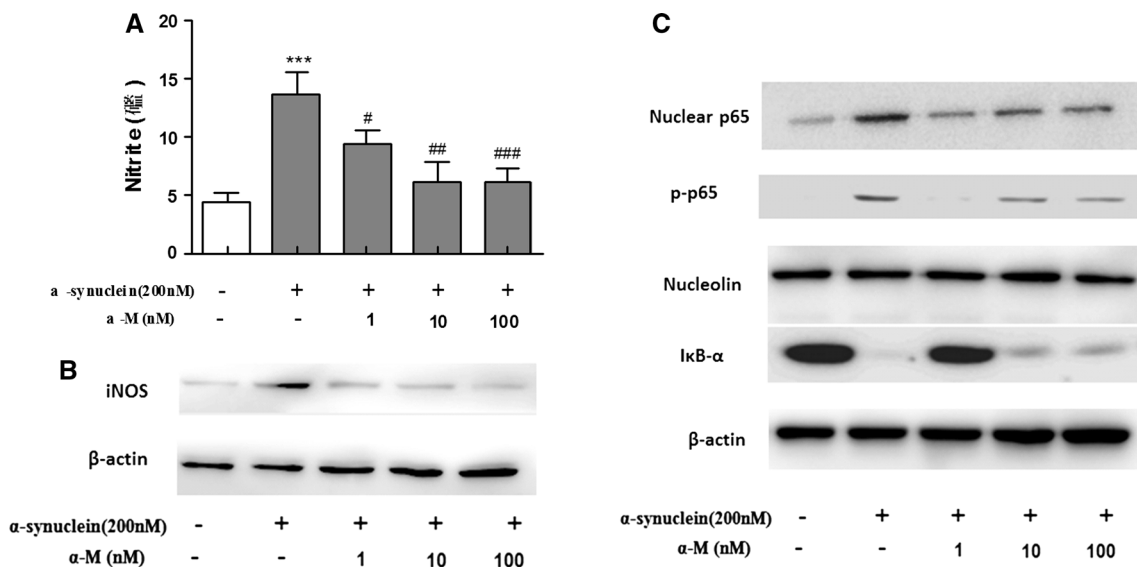 A
20
15
10
5
0
Nitrite (礛)
***
#
##
###
a -synuclein(200nM) - + + + +
a -M (nM) - - 1 10 100
B
iNOS
β-actin
α-synuclein(200nM) - + + + +
α-M (nM) - - 1 10 100
C
Nuclear p65
p-p65
Nucleolin
IκB-α
β-actin
α-synuclein(200nM) - + + + +
α-M (nM) - - 1 10 100